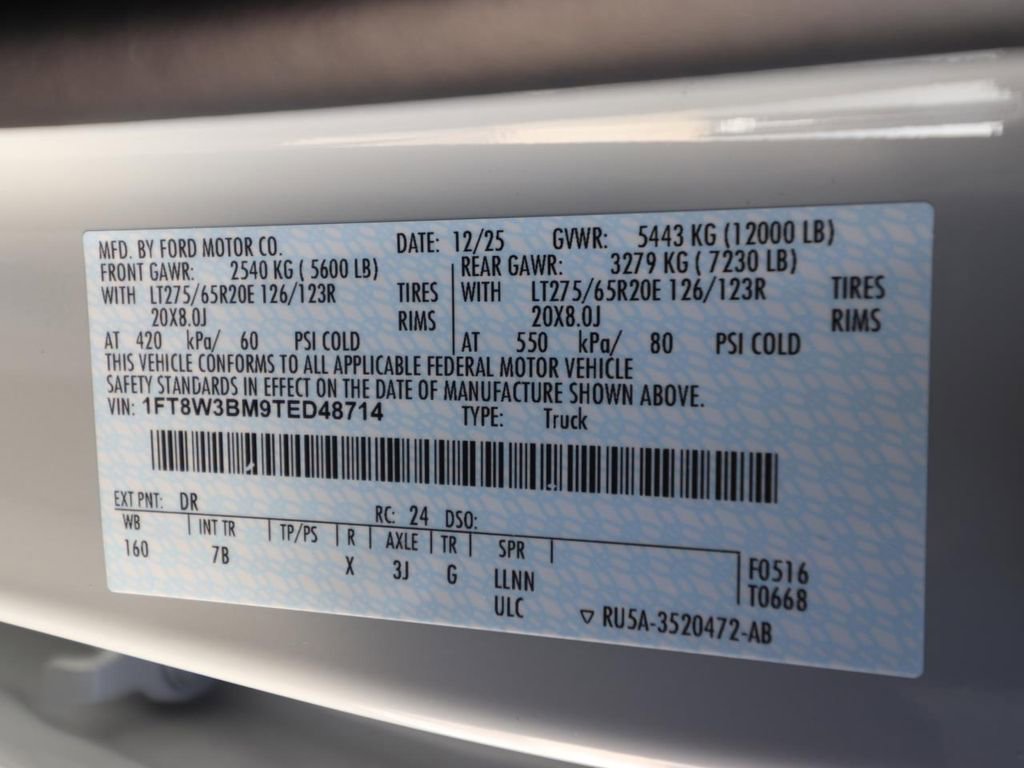 MFD. BY FORD MOTOR CO. DATE: 12/25 GVWR: 5443 KG (12000 LB)
FRONT GAWR: 2540 KG ( 5600 LB) REAR GAWR: 3279 KG ( 7230 LB)
WITH LT275/65R20E 126/123R TIRES WITH LT275/65R20E 126/123R TIRES
20X8.0J RIMS 20X8.0J RIMS
AT 420 kPa/ 60 PSI COLD AT 550 kPa/ 80 PSI COLD
THIS VEHICLE CONFORMS TO ALL APPLICABLE FEDERAL MOTOR VEHICLE
SAFETY STANDARDS IN EFFECT ON THE DATE OF MANUFACTURE SHOWN ABOVE.
VIN: 1FT8W3BM9TED48714 TYPE: Truck
EXT PNT: DR RC: 24 DSO:
WB INT TR TP/PS R AXLE TR SPR
160 7B X 3J G LLNN F0516
ULC T0668
▽ RU5A-3520472-AB